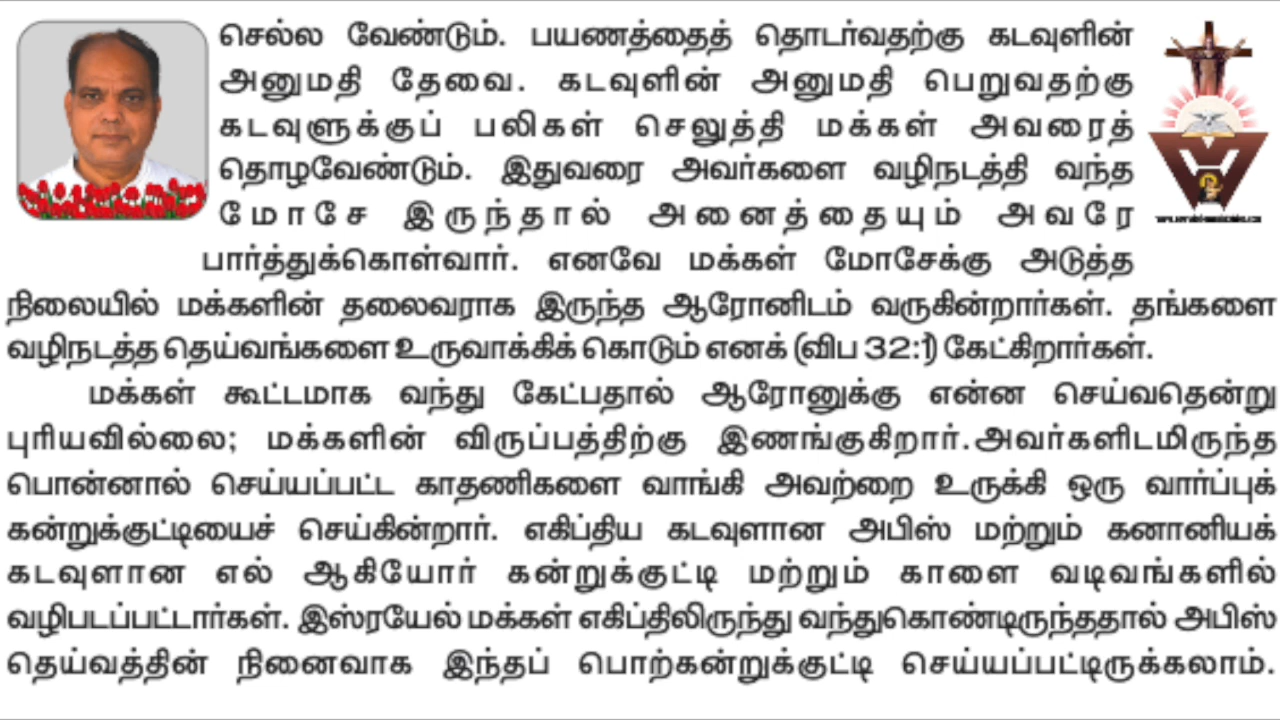 செல்ல வேண்டும். பயணத்தைத் தொடர்வதற்கு கடவுளின்
அனுமதி தேவை. கடவுளின் அனுமதி பெறுவதற்கு
கடவுளுக்குப் பலிகள் செலுத்தி மக்கள் அவரைத்
தொழவேண்டும். இதுவரை அவர்களை வழிநடத்தி வந்த
மோசே இருந்தால் அனைத்தையும் அவரே
பார்த்துக்கொள்வார். எனவே மக்கள் மோசேக்கு அடுத்த
நிலையில் மக்களின் தலைவராக இருந்த ஆரோனிடம் வருகின்றார்கள். தங்களை
வழிநடத்த தெய்வங்களை உருவாக்கிக் கொடும் எனக் (விப 32:1) கேட்கிறார்கள்.
மக்கள் கூட்டமாக வந்து கேட்பதால் ஆரோனுக்கு என்ன செய்வதென்று
புரியவில்லை; மக்களின் விருப்பத்திற்கு இணங்குகிறார்.அவர்களிடமிருந்த
பொன்னால் செய்யப்பட்ட காதணிகளை வாங்கி அவற்றை உருக்கி ஒரு வார்ப்புக்
கன்றுக்குட்டியைச் செய்கின்றார். எகிப்திய கடவுளான அபிஸ் மற்றும் கனானியக்
கடவுளான எல் ஆகியோர் கன்றுக்குட்டி மற்றும் காளை வடிவங்களில்
வழிபடப்பட்டார்கள். இஸ்ரயேல் மக்கள் எகிப்திலிருந்து வந்துகொண்டிருந்ததால் அபிஸ்
தெய்வத்தின் நினைவாக இந்தப் பொற்கன்றுக்குட்டி செய்யப்பட்டிருக்கலாம்.